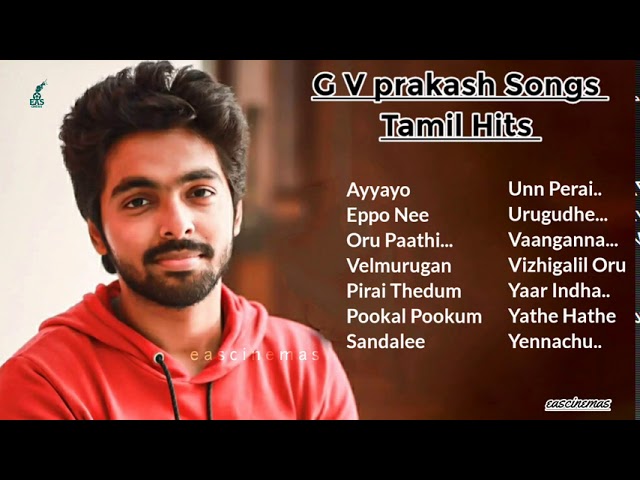 EAS
G V prakash Songs
Tamil Hits
Ayyayo
Eppo Nee
Oru Paathi...
Velmurugan
Pirai Thedum
Pookal Pookum
Sandalee
Unn Perai..
Urugudhe...
Vaanganna...
Vizhigalil Oru
Yaar Indha..
Yathe Hathe
Yennachu..
eascinemas
eascinemas